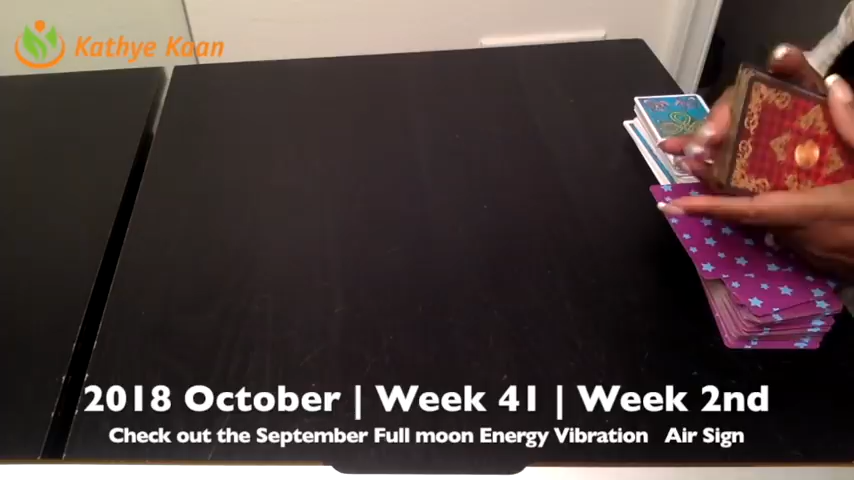 Kathye Kaan
2018 October | Week 41 | Week 2nd
Check out the September Full moon Energy Vibration Air Sign